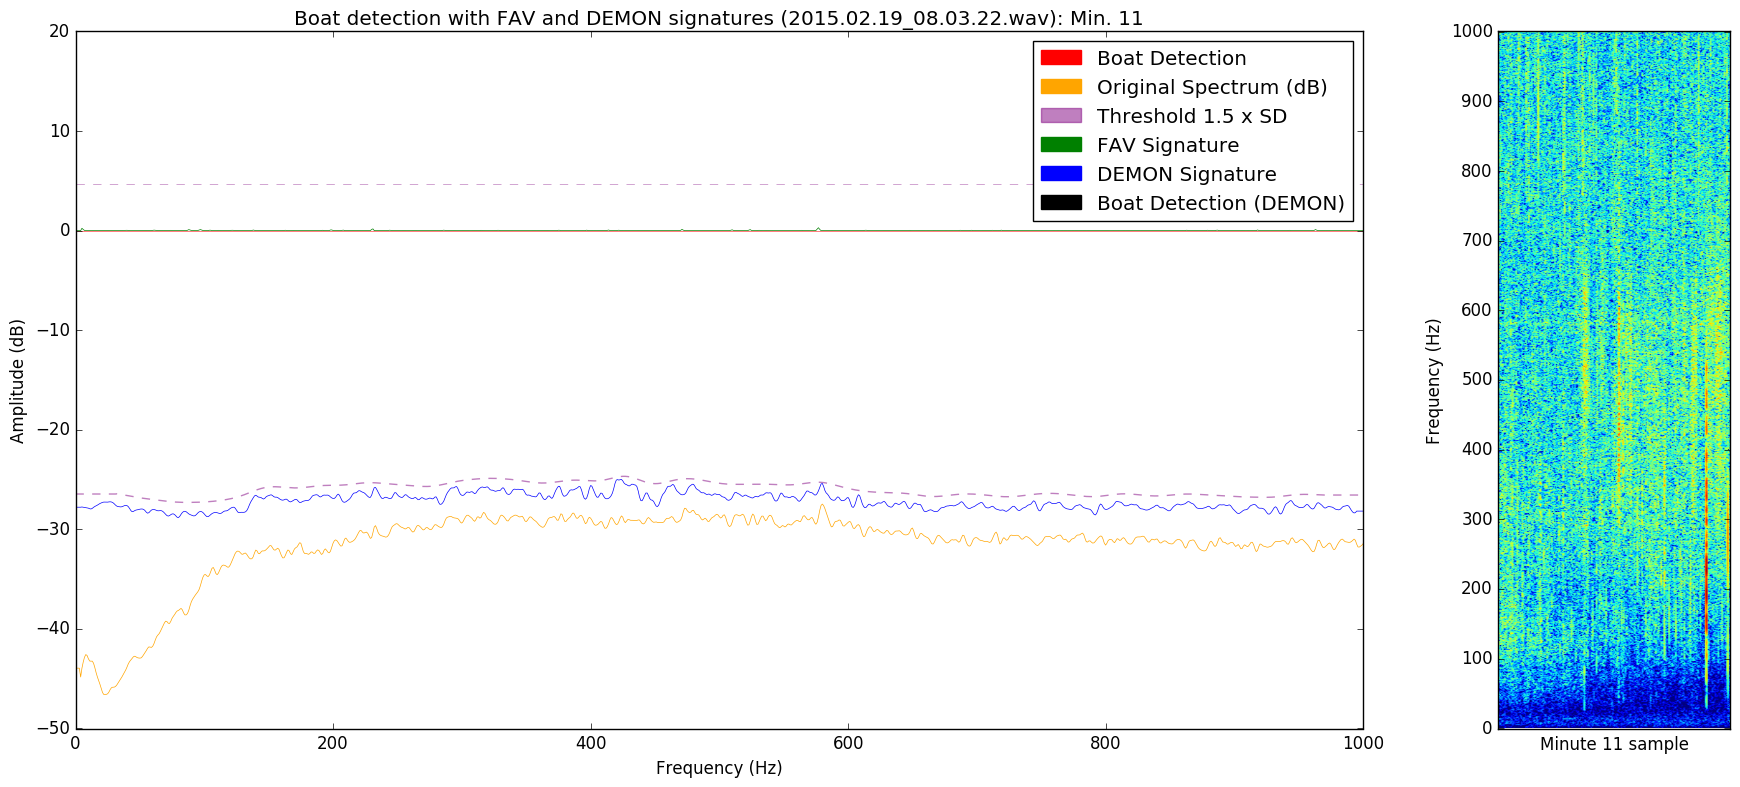 Boat detection with FAV and DEMON signatures (2015.02.19_08.03.22.wav): Min. 11
20
10
0
−10
−20
−30
−40
−50
Amplitude (dB)
0
200
400
600
800
1000
Frequency (Hz)
Boat Detection
Original Spectrum (dB)
Threshold 1.5 x SD
FAV Signature
DEMON Signature
Boat Detection (DEMON)
1000
900
800
700
600
500
400
300
200
100
0
Frequency (Hz)
Minute 11 sample